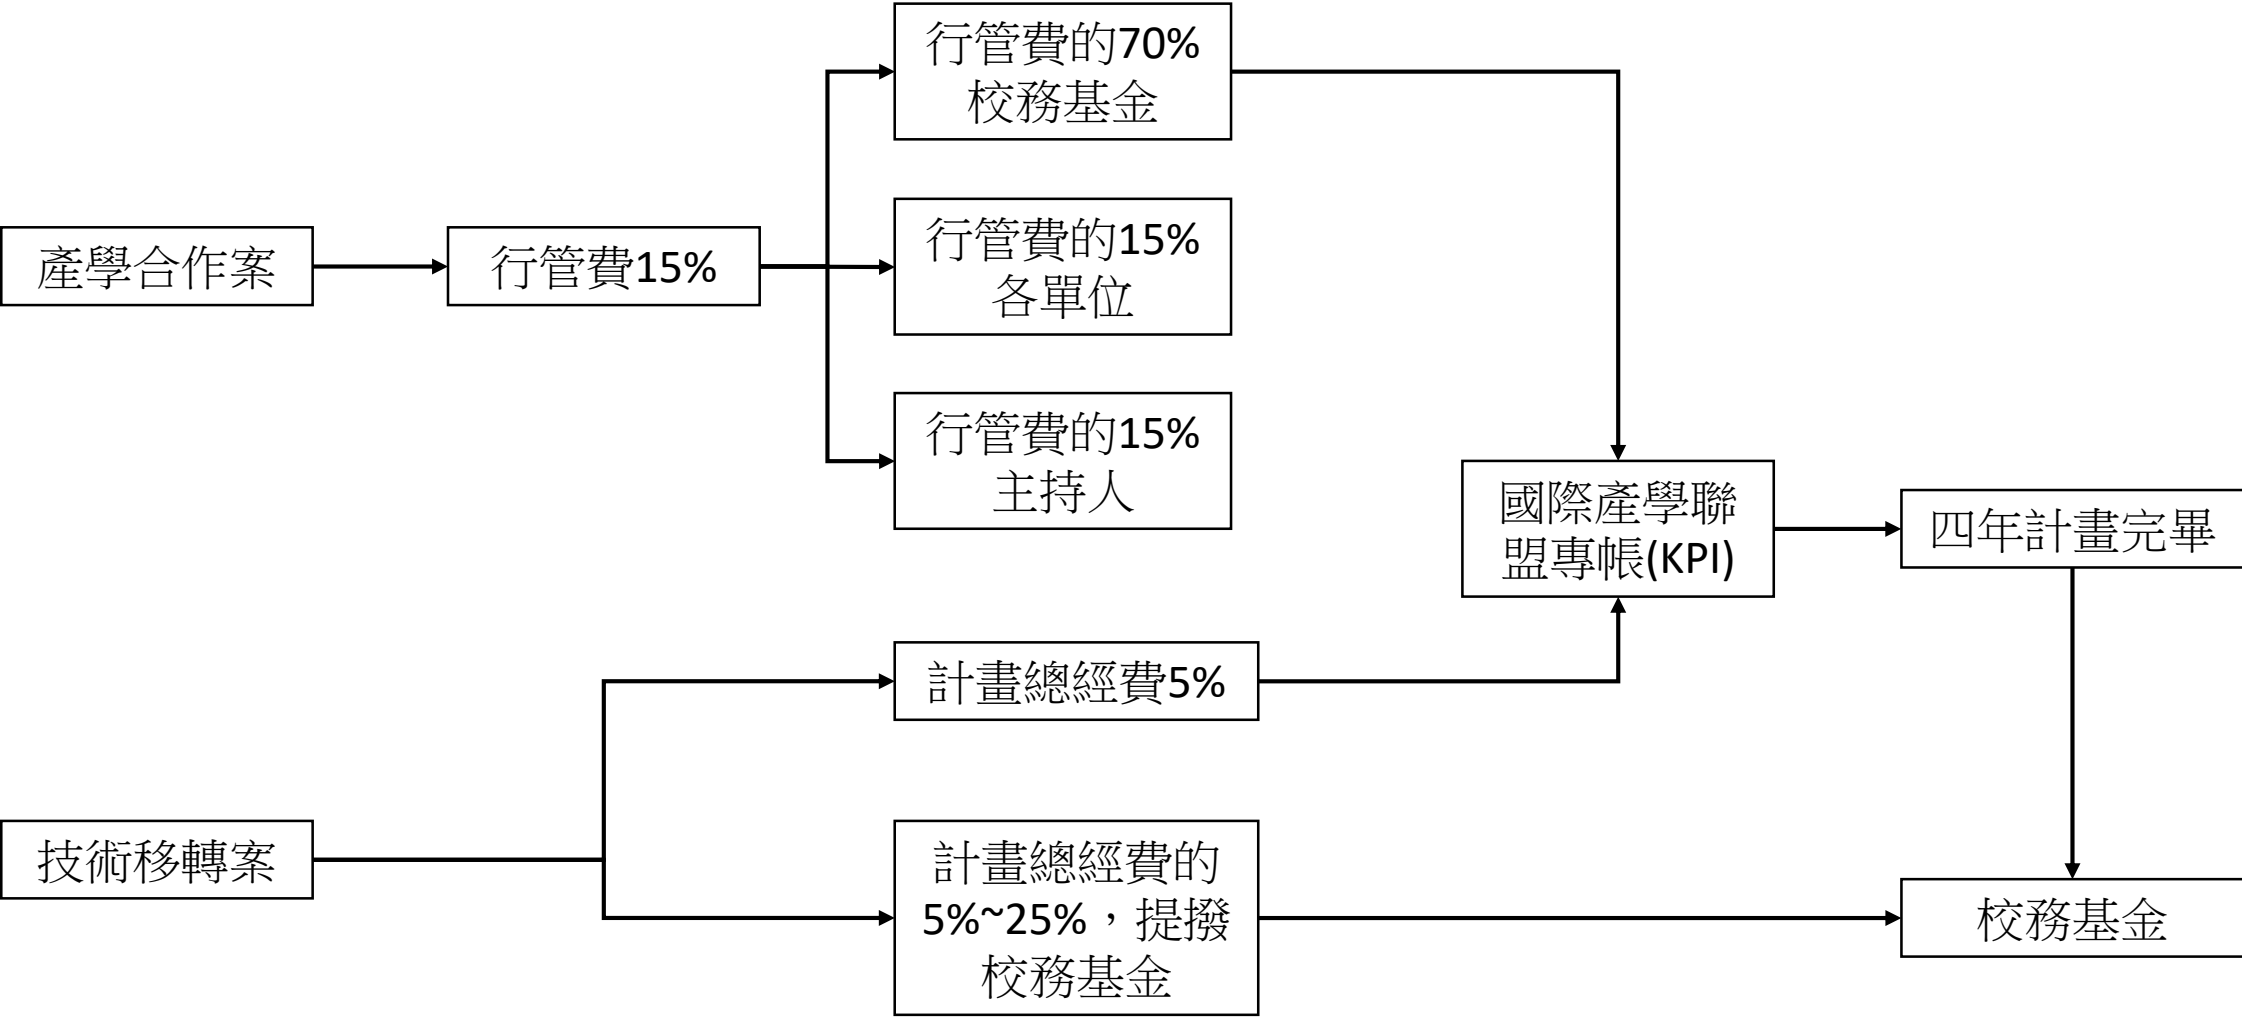 行管費的70%
校務基金
產學合作案
行管費15%
行管費的15%
各單位
行管費的15%
主持人
國際產學聯
盟專帳(KPI)
四年計畫完畢
計畫總經費5%
技術移轉案
計畫總經費的
5%~25%，提撥
校務基金
校務基金